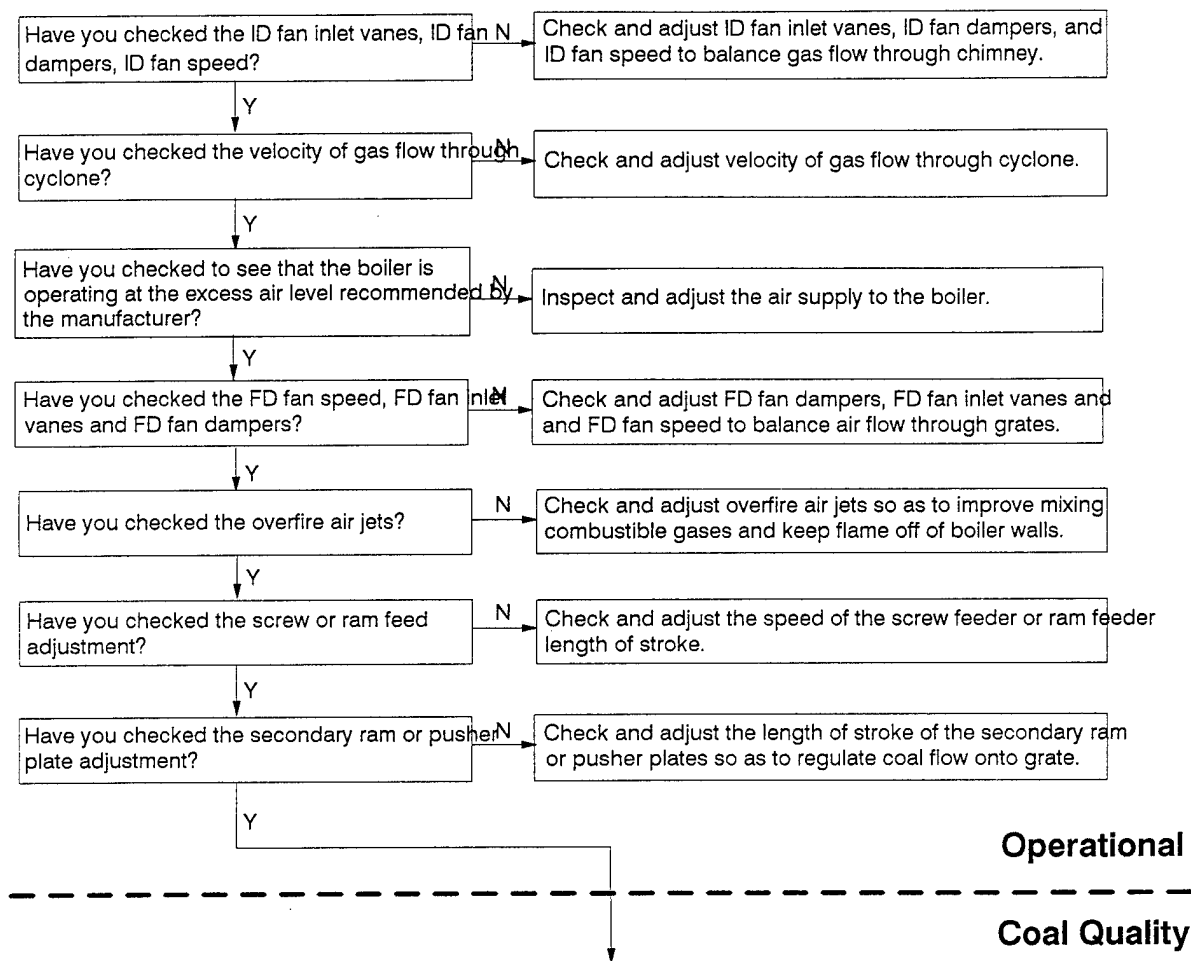 Have you checked the ID fan inlet vanes, ID fan
dampers, ID fan speed?
N
Check and adjust ID fan inlet vanes, ID fan dampers, and
ID fan speed to balance gas flow through chimney.
Y
Have you checked the velocity of gas flow through
cyclone?
N
Check and adjust velocity of gas flow through cyclone.
Y
Have you checked to see that the boiler is
operating at the excess air level recommended by
the manufacturer?
N
Inspect and adjust the air supply to the boiler.
Y
Have you checked the FD fan speed, FD fan inlet
vanes and FD fan dampers?
N
Check and adjust FD fan dampers, FD fan inlet vanes and
and FD fan speed to balance air flow through grates.
Y
Have you checked the overfire air jets?
N
Check and adjust overfire air jets so as to improve mixing
combustible gases and keep flame off of boiler walls.
Y
Have you checked the screw or ram feed
adjustment?
N
Check and adjust the speed of the screw feeder or ram feeder
length of stroke.
Y
Have you checked the secondary ram or pusher
plate adjustment?
N
Check and adjust the length of stroke of the secondary ram
or pusher plates so as to regulate coal flow onto grate.
Y
Operational
Coal Quality